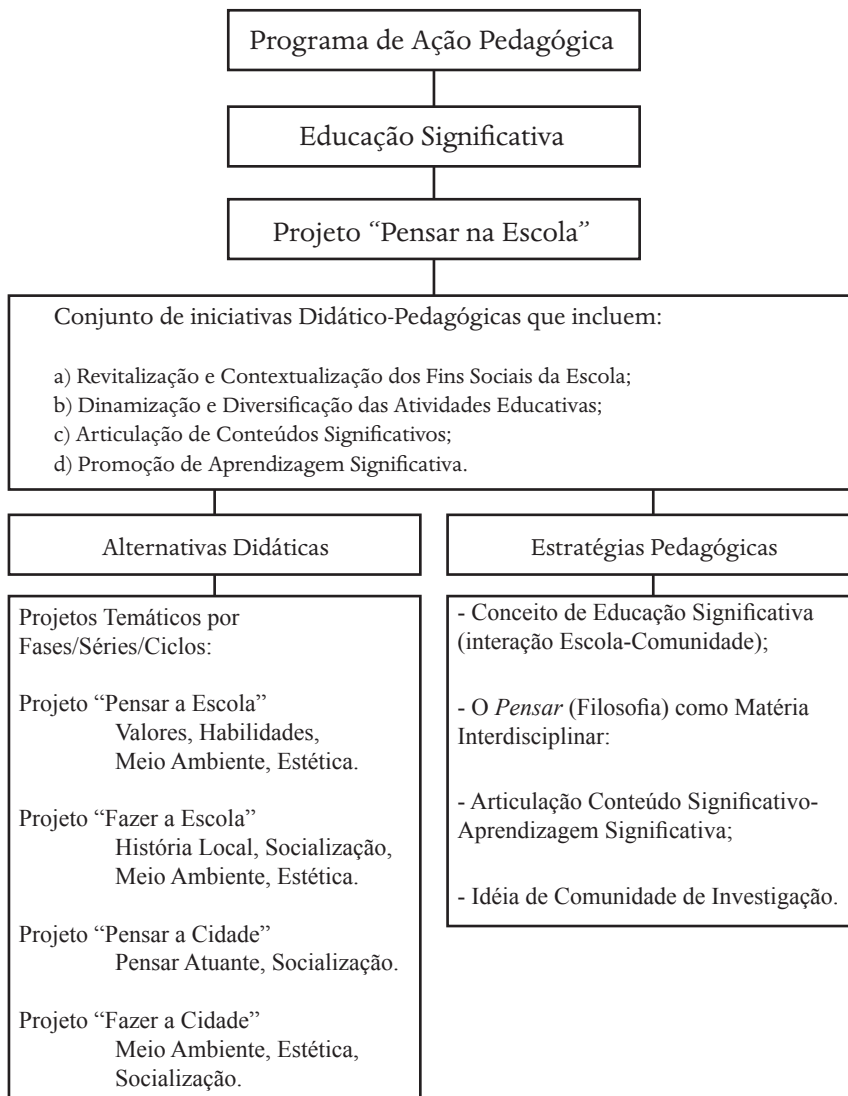 Programa de Ação Pedagógica
Educação Significativa
Projeto “Pensar na Escola”
Conjunto de iniciativas Didático-Pedagógicas que incluem:
a) Revitalização e Contextualização dos Fins Sociais da Escola;
b) Dinamização e Diversificação das Atividades Educativas;
c) Articulação de Conteúdos Significativos;
d) Promoção de Aprendizagem Significativa.
Alternativas Didáticas
Projetos Temáticos por
Fases/Séries/Ciclos:
Projeto “Pensar a Escola”
Valores, Habilidades,
Meio Ambiente, Estética.
Projeto “Fazer a Escola”
História Local, Socialização,
Meio Ambiente, Estética.
Projeto “Pensar a Cidade”
Pensar Atuante, Socialização.
Projeto “Fazer a Cidade”
Meio Ambiente, Estética,
Socialização.
Estratégias Pedagógicas
- Conceito de Educação Significativa
(interação Escola-Comunidade);
- O Pensar (Filosofia) como Matéria
Interdisciplinar:
- Articulação Conteúdo Significativo-
Aprendizagem Significativa;
- Idéia de Comunidade de Investigação.